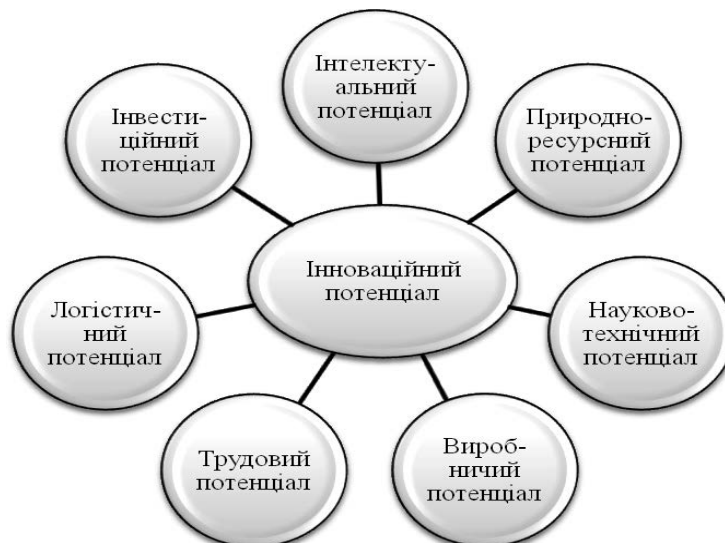 Інтелекту-
альний
потенціал
Інвести-
ційний
потенціал
Природно-
ресурсний
потенціал
Інноваційний
потенціал
Логістич-
ний
потенціал
Науково-
технічний
потенціал
Трудовий
потенціал
Вироб-
ничий
потенціал